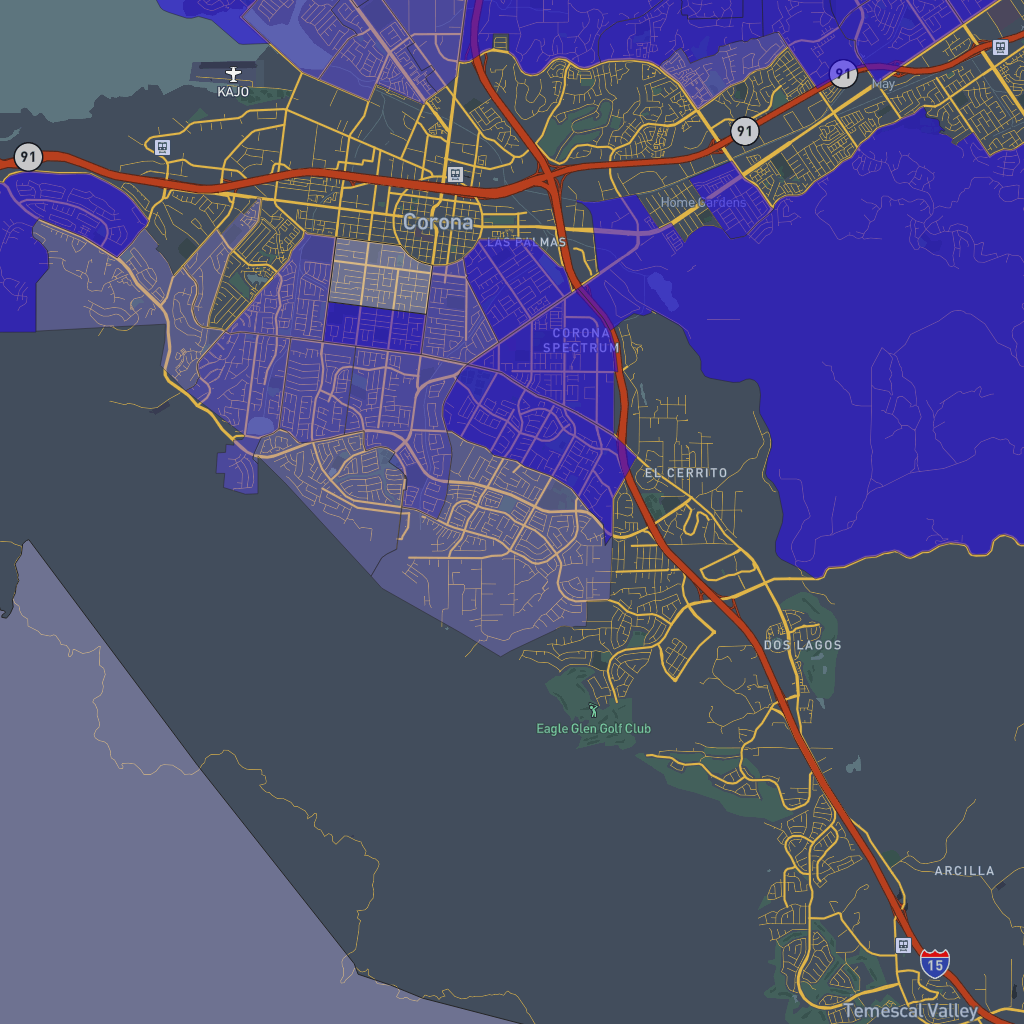 91
May
KAJO
91
91
Home Gardens
Corona
LAS PALMAS
CORONA
SPECTRUM
EL CERRITO
DOS LAGOS
Eagle Glen Golf Club
ARCILLA
15
Temescal Valley